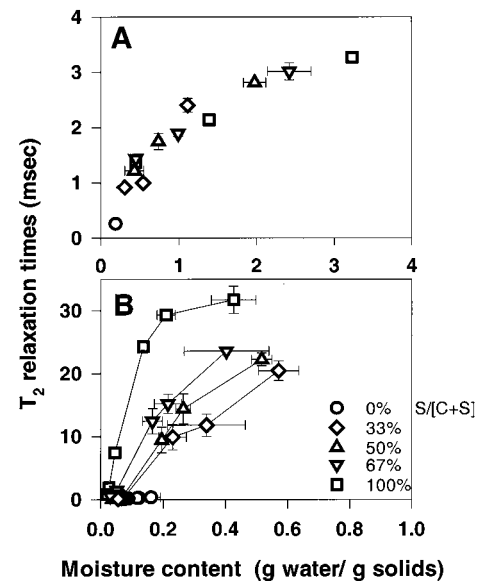 A
4
3
2
1
0
0 1 2 3 4
T2 relaxation times (msec)
B
30
20
10
0
0% S/[C+S]
33%
50%
67%
100%
0.0 0.2 0.4 0.6 0.8 1.0
Moisture content (g water/ g solids)